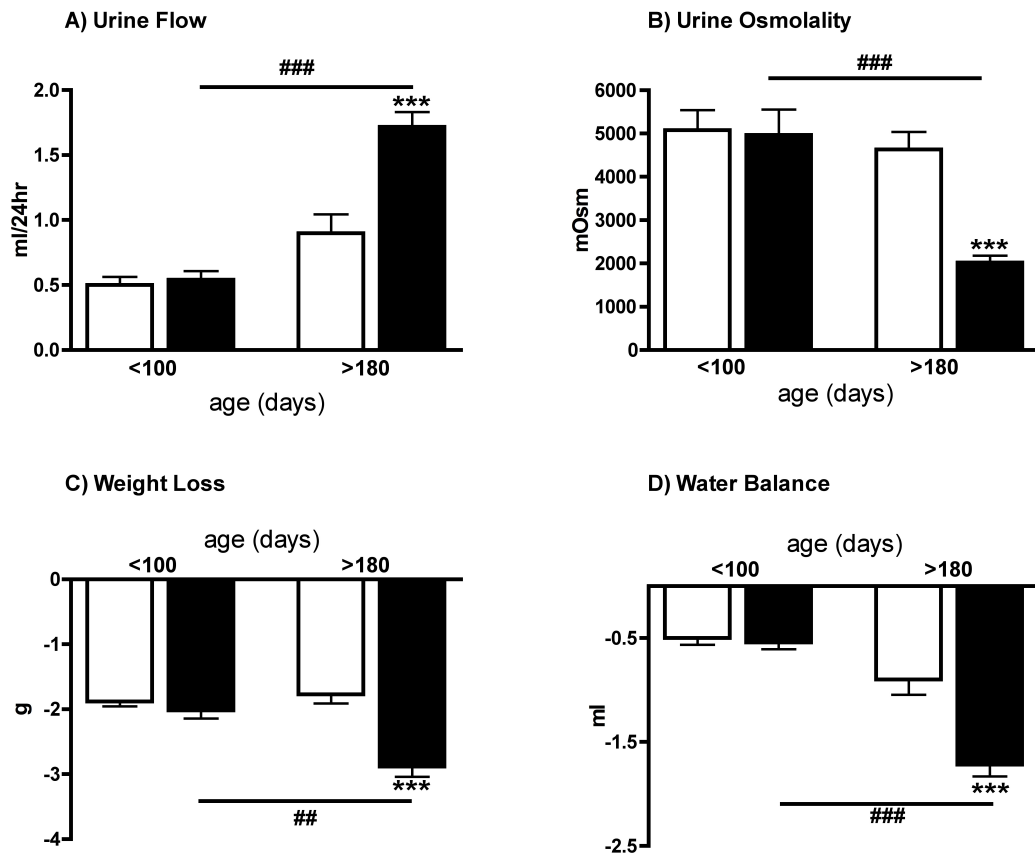 A) Urine Flow
###
***
2.0
1.5
1.0
0.5
0.0
ml/24hr
<100 >180
age (days)
B) Urine Osmolality
###
***
6000
5000
4000
3000
2000
1000
0
mOsm
<100 >180
age (days)
C) Weight Loss
age (days)
<100 >180
0
-1
-2
-3
-4
g
***
##
D) Water Balance
age (days)
<100 >180
-0.5
-1.5
-2.5
ml
***
###